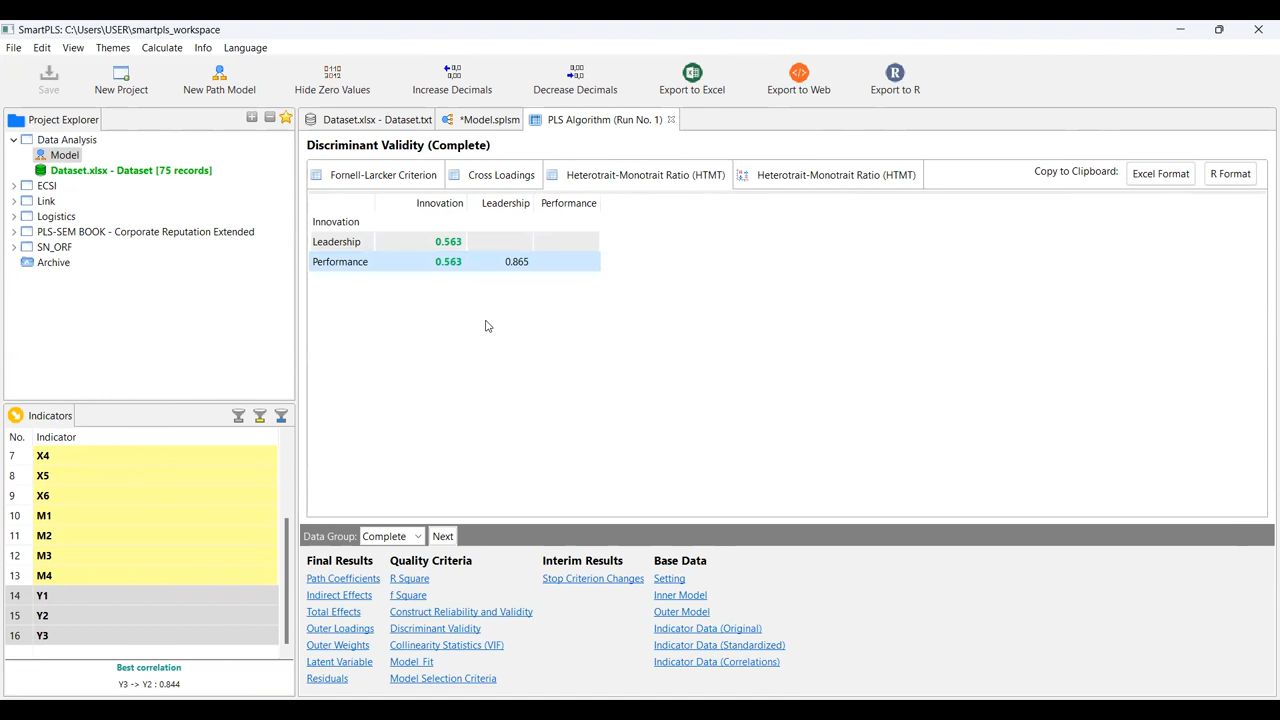 SmartPLS: C:\Users\USER\smartpls_workspace
File Edit View Themes Calculate Info Language
Save New Project New Path Model Hide Zero Values Increase Decimals Decrease Decimals Export to Excel Export to Web Export to R
Project Explorer
Data Analysis
Model
Dataset.xlsx - Dataset [75 records]
ECSI
Link
Logistics
PLS-SEM BOOK - Corporate Reputation Extended
SN_ORF
Archive
Indicators
No. Indicator
7 X4
8 X5
9 X6
10 M1
11 M2
12 M3
13 M4
14 Y1
15 Y2
16 Y3
Best correlation
Y3 -> Y2 : 0.844
Dataset.xlsx - Dataset.txt *Model.splsm PLS Algorithm (Run No. 1)
Discriminant Validity (Complete)
Fornell-Larcker Criterion Cross Loadings Heterotrait-Monotrait Ratio (HTMT) Heterotrait-Monotrait Ratio (HTMT) Copy to Clipboard: Excel Format R Format
Innovation Leadership Performance
Innovation
Leadership 0.563
Performance 0.563 0.865
Data Group: Complete Next
Final Results Quality Criteria Interim Results Base Data
Path Coefficients R Square Stop Criterion Changes Setting
Indirect Effects f Square Inner Model
Total Effects Construct Reliability and Validity Outer Model
Outer Loadings Discriminant Validity Indicator Data (Original)
Outer Weights Collinearity Statistics (VIF) Indicator Data (Standardized)
Latent Variable Model_Fit Indicator Data (Correlations)
Residuals Model Selection Criteria